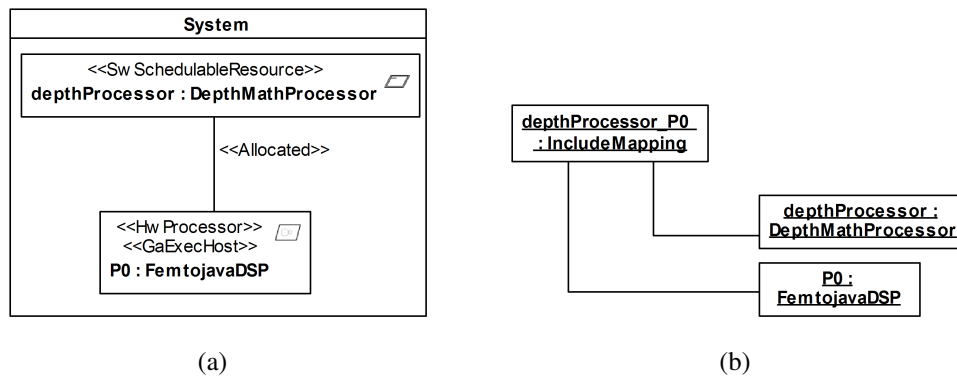 System
<<Sw SchedulableResource>>
depthProcessor : DepthMathProcessor
<<Allocated>>
<<Hw Processor>>
<<GaExecHost>>
P0 : FemtojavaDSP
(a)
depthProcessor_P0
: IncludeMapping
depthProcessor :
DepthMathProcessor
P0 :
FemtojavaDSP
(b)